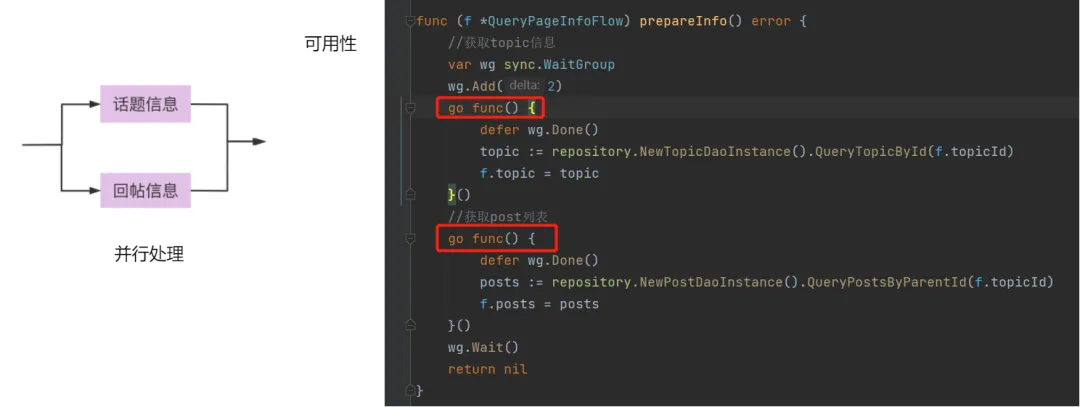 可用性
话题信息
回帖信息
并行处理
func (f *QueryPageInfoFlow) prepareInfo() error {
//获取topic信息
var wg sync.WaitGroup
wg.Add( delta: 2)
go func() {
defer wg.Done()
topic := repository.NewTopicDaoInstance().QueryTopicById(f.topicId)
f.topic = topic
}()
//获取post列表
go func() {
defer wg.Done()
posts := repository.NewPostDaoInstance().QueryPostsByParentId(f.topicId)
f.posts = posts
}()
wg.Wait()
return nil
}